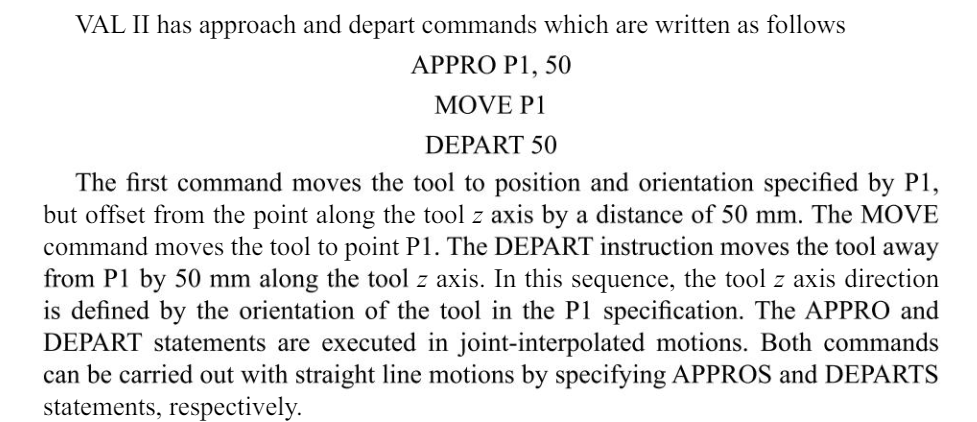 VAL II has approach and depart commands which are written as follows
APPRO P1, 50
MOVE P1
DEPART 50
The first command moves the tool to position and orientation specified by P1,
but offset from the point along the tool z axis by a distance of 50 mm. The MOVE
command moves the tool to point P1. The DEPART instruction moves the tool away
from P1 by 50 mm along the tool z axis. In this sequence, the tool z axis direction
is defined by the orientation of the tool in the P1 specification. The APPRO and
DEPART statements are executed in joint-interpolated motions. Both commands
can be carried out with straight line motions by specifying APPROS and DEPARTS
statements, respectively.